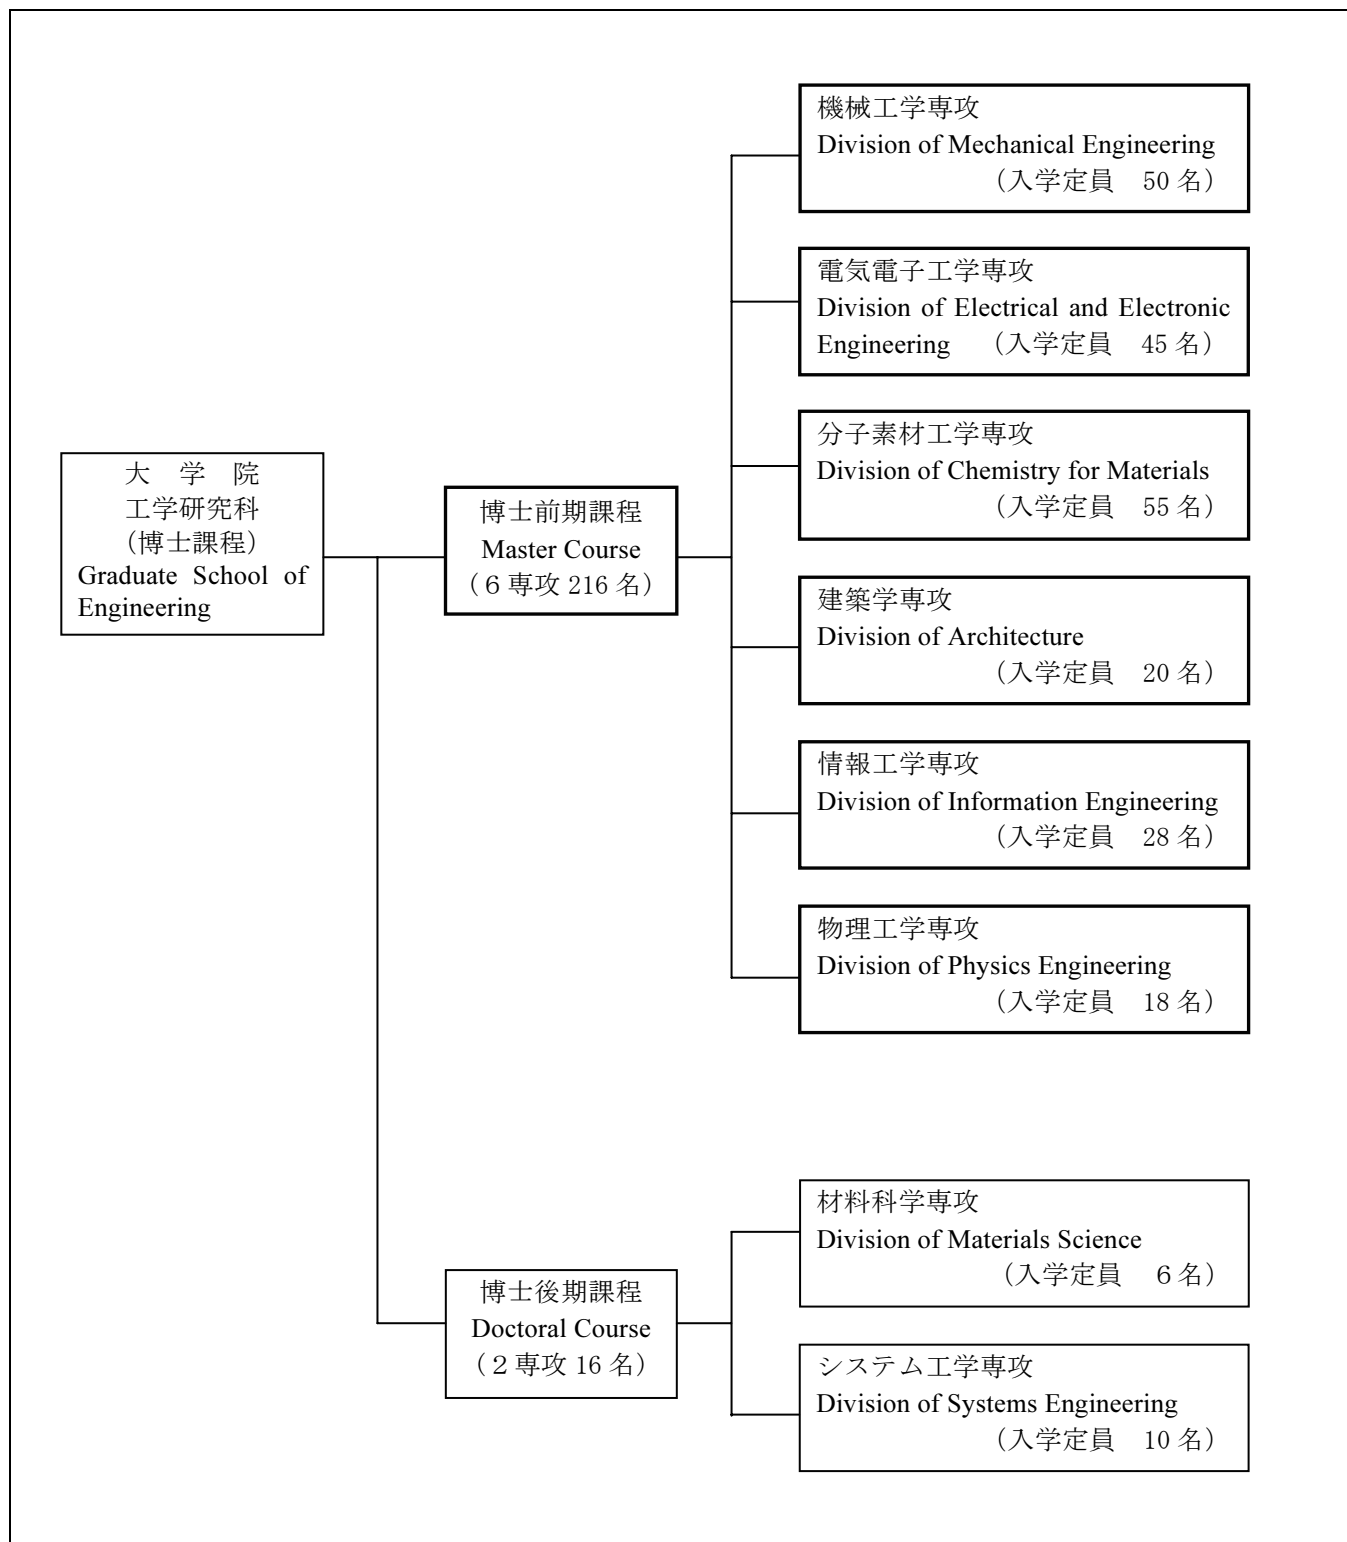 大 学 院
工学研究科
（博士課程）
Graduate School of
Engineering
博士前期課程
Master Course
（６専攻 216 名）
機械工学専攻
Division of Mechanical Engineering
（入学定員　50 名）
電気電子工学専攻
Division of Electrical and Electronic
Engineering　（入学定員　45 名）
分子素材工学専攻
Division of Chemistry for Materials
（入学定員　55 名）
建築学専攻
Division of Architecture
（入学定員　20 名）
情報工学専攻
Division of Information Engineering
（入学定員　28 名）
物理工学専攻
Division of Physics Engineering
（入学定員　18 名）
博士後期課程
Doctoral Course
（２専攻 16 名）
材料科学専攻
Division of Materials Science
（入学定員　６名）
システム工学専攻
Division of Systems Engineering
（入学定員　10 名）